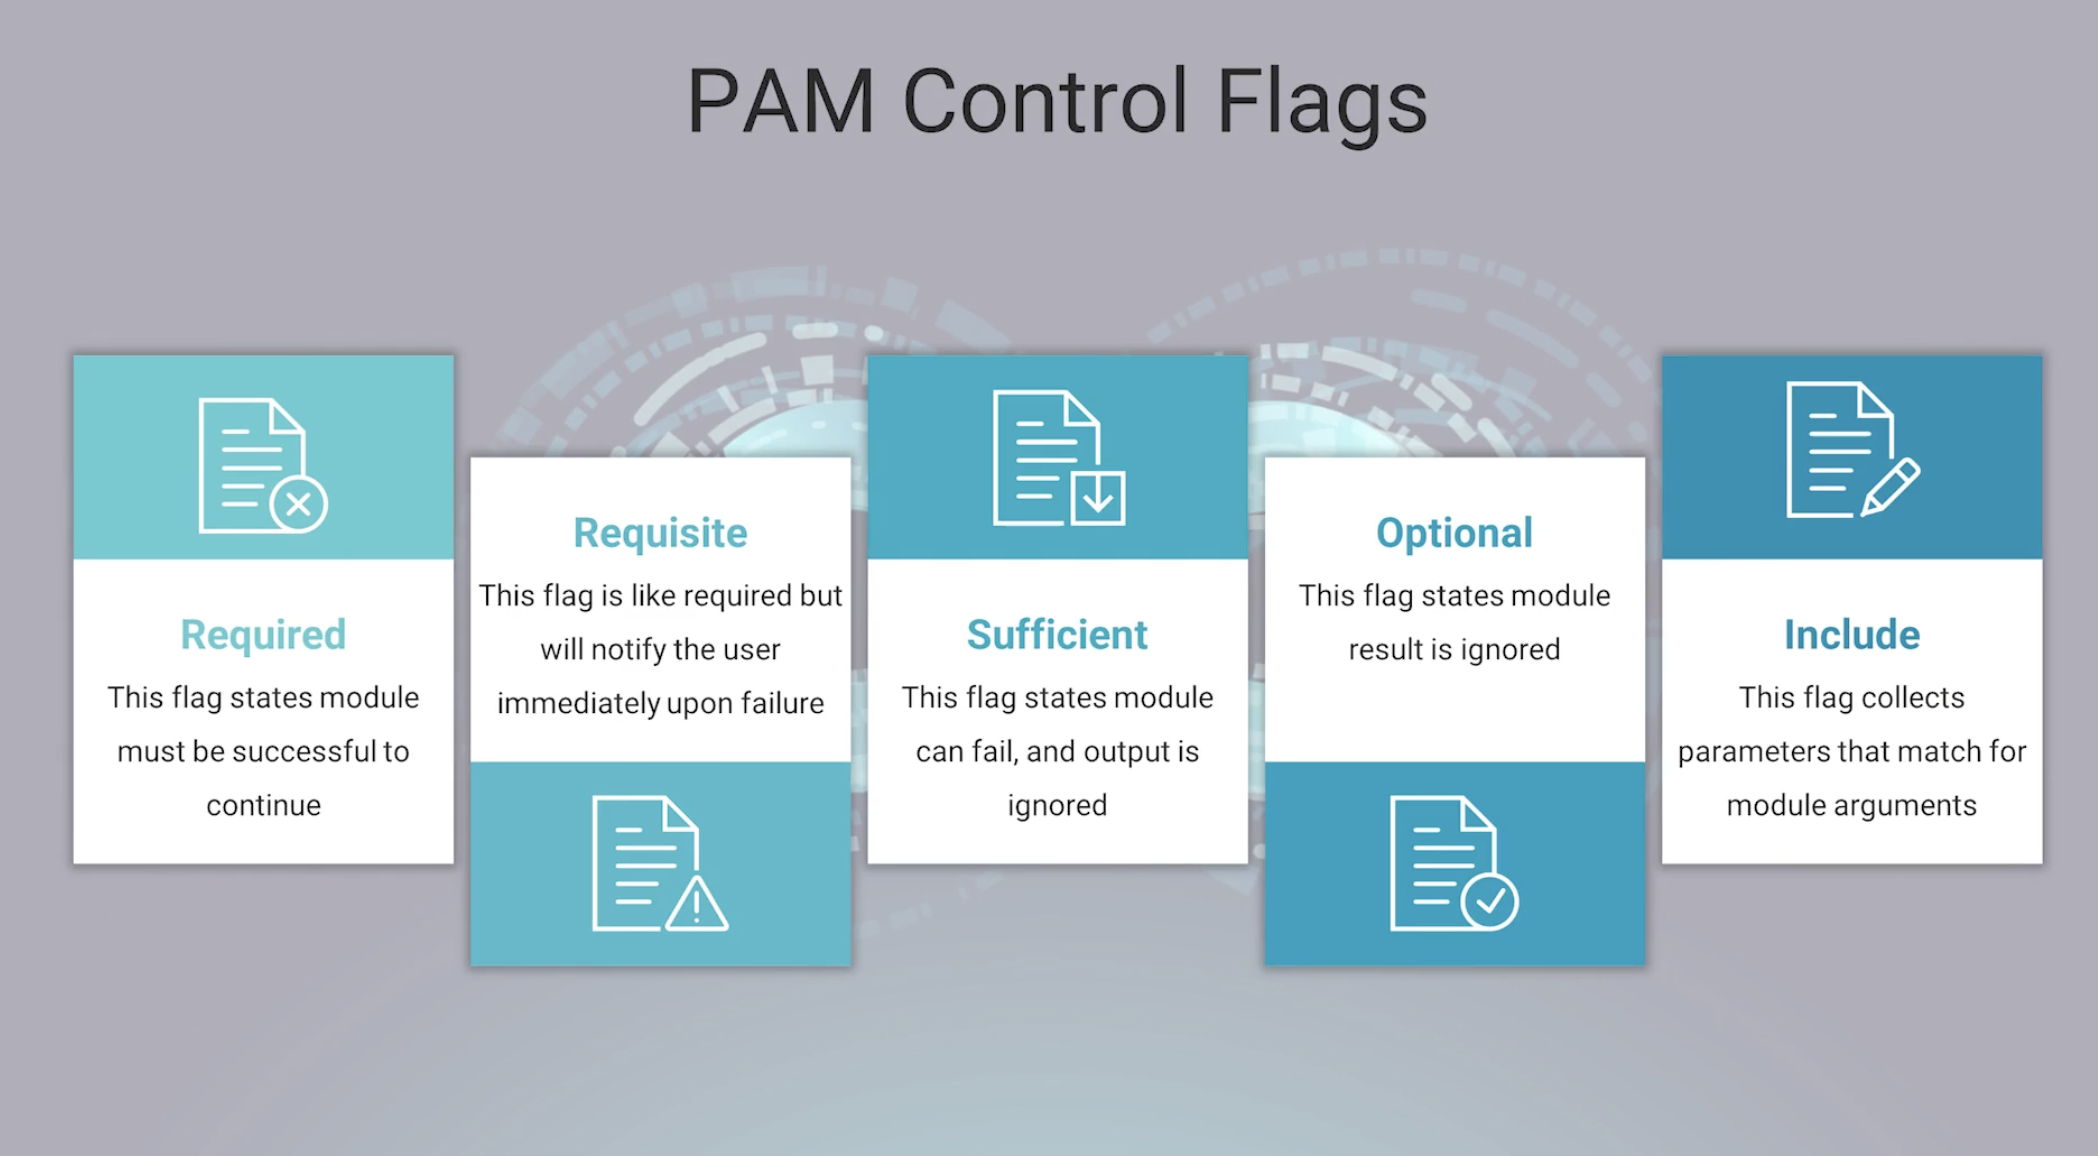 PAM Control Flags
Required
This flag states module
must be successful to
continue
Requisite
This flag is like required but
will notify the user
immediately upon failure
Sufficient
This flag states module
can fail, and output is
ignored
Optional
This flag states module
result is ignored
Include
This flag collects
parameters that match for
module arguments